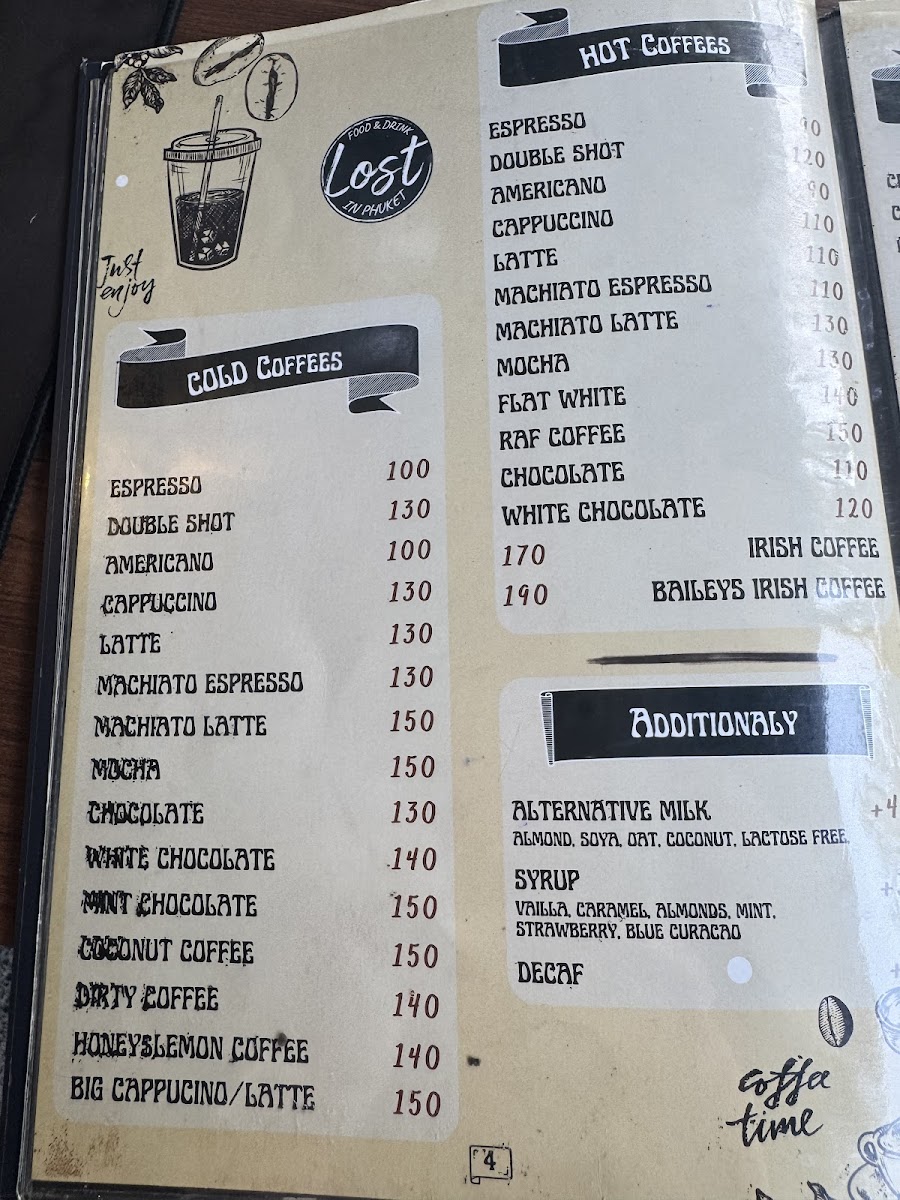 Just
enjoy
FOOD & DRINK
Lost
IN PHUKET
COLD COFFEES
ESPRESSO 100
DOUBLE SHOT 130
AMERICANO 100
CAPPUCCINO 130
LATTE 130
MACHIATO ESPRESSO 130
MACHIATO LATTE 150
MOCHA 150
CHOCOLATE 130
WHITE CHOCOLATE 140
MINT CHOCOLATE 150
COCONUT COFFEE 150
DIRTY COFFEE 140
HONEY&LEMON COFFEE 140
BIG CAPPUCINO/LATTE 150
HOT COFFEES
ESPRESSO 90
DOUBLE SHOT 120
AMERICANO 90
CAPPUCCINO 110
LATTE 110
MACHIATO ESPRESSO 110
MACHIATO LATTE 130
MOCHA 130
FLAT WHITE 140
RAF COFFEE 150
CHOCOLATE 110
WHITE CHOCOLATE 120
170 IRISH COFFEE
190 BAILEYS IRISH COFFEE
ADDITIONALY
ALTERNATIVE MILK
ALMOND, SOYA, OAT, COCONUT, LACTOSE FREE.
SYRUP
VAILLA, CARAMEL, ALMONDS, MINT,
STRAWBERRY, BLUE CURACAO
DECAF
coffee
time
4